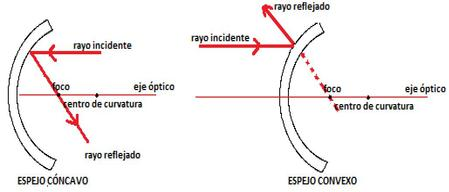 rayo reflejado
rayo incidente
rayo incidente
foco
eje óptico
centro de curvatura
foco
eje óptico
centro de curvatura
rayo reflejado
ESPEJO CÓNCAVO
ESPEJO CONVEXO